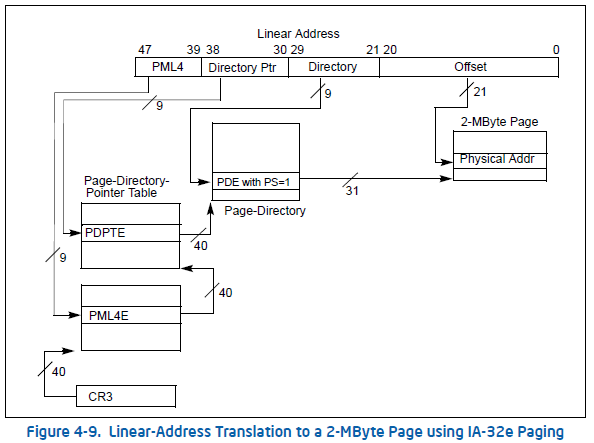 Linear Address
47 39 38 30 29 21 20 0
PML4 Directory Ptr Directory Offset
9 9 21
2-MByte Page
Physical Addr
PDE with PS=1
31
Page-Directory-
Pointer Table
Page-Directory
PDPTE
40
9
40
PML4E
40
CR3
Figure 4-9. Linear-Address Translation to a 2-MByte Page using IA-32e Paging